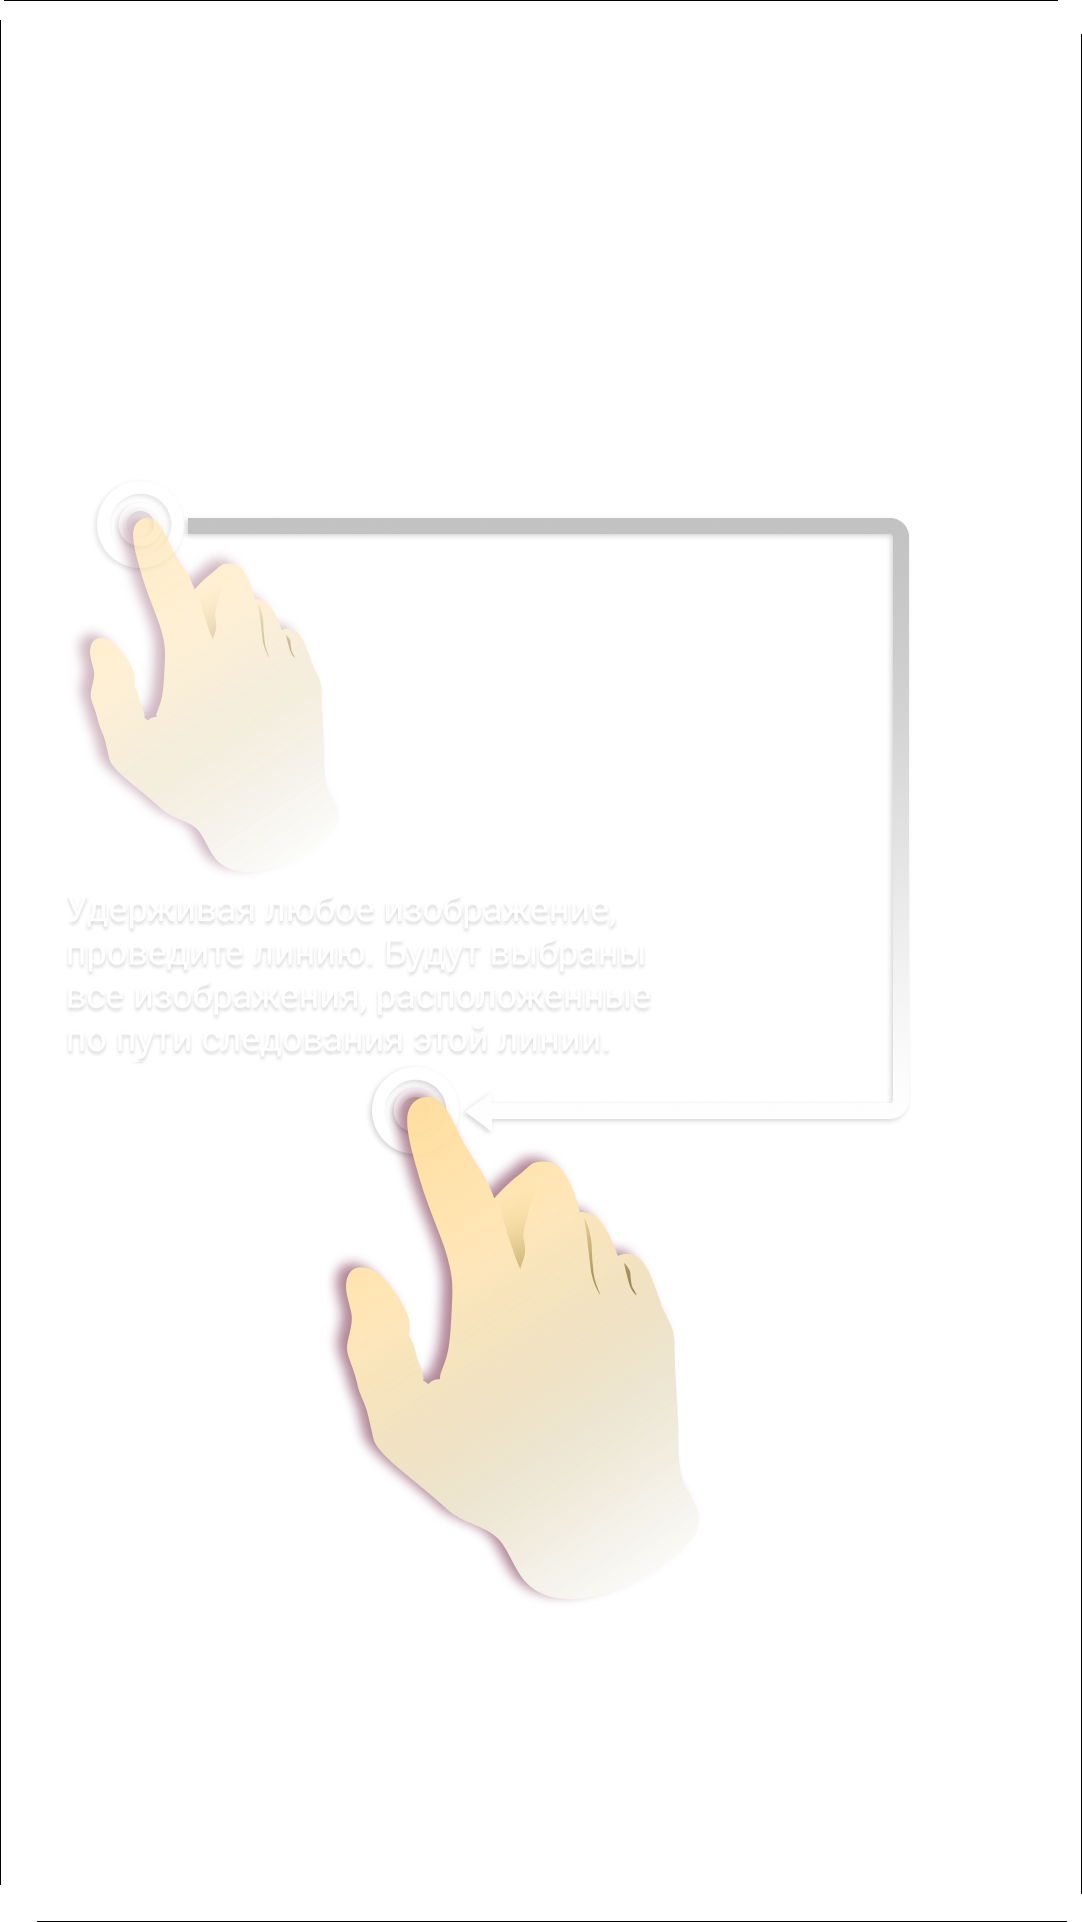 Удерживая любое изображение,
проведите линию. Будут выбраны
все изображения, расположенные
по пути следования этой линии.